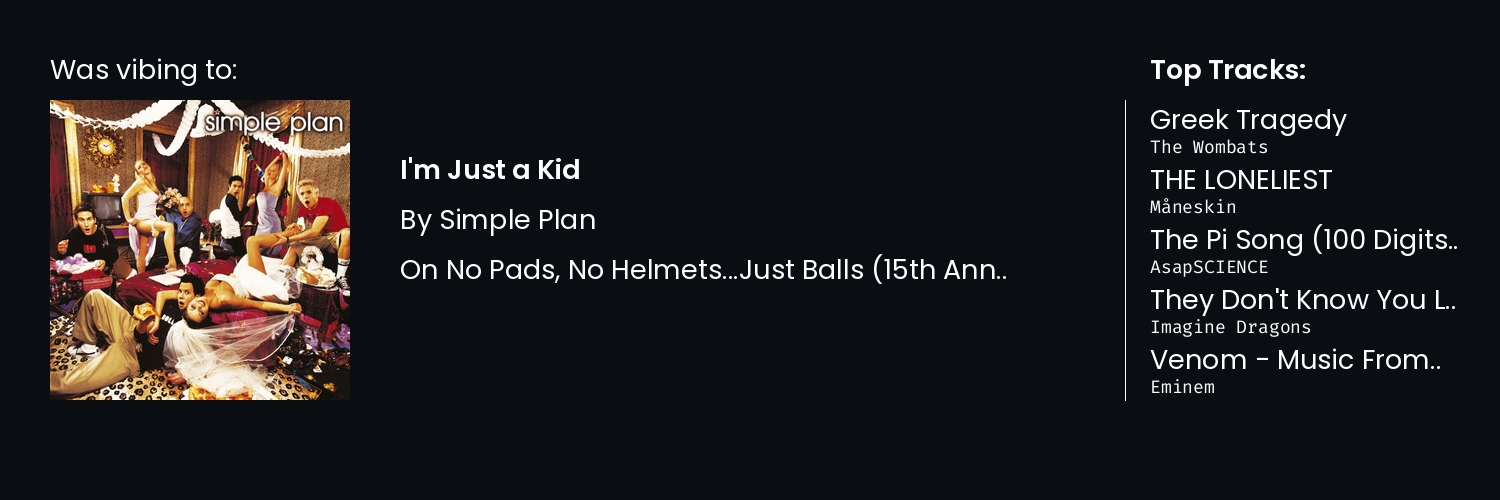 Was vibing to:
simple plan
I'm Just a Kid
By Simple Plan
On No Pads, No Helmets...Just Balls (15th Ann..
Top Tracks:
Greek Tragedy
The Wombats
THE LONELIEST
Måneskin
The Pi Song (100 Digits..
AsapSCIENCE
They Don't Know You L..
Imagine Dragons
Venom - Music From..
Eminem